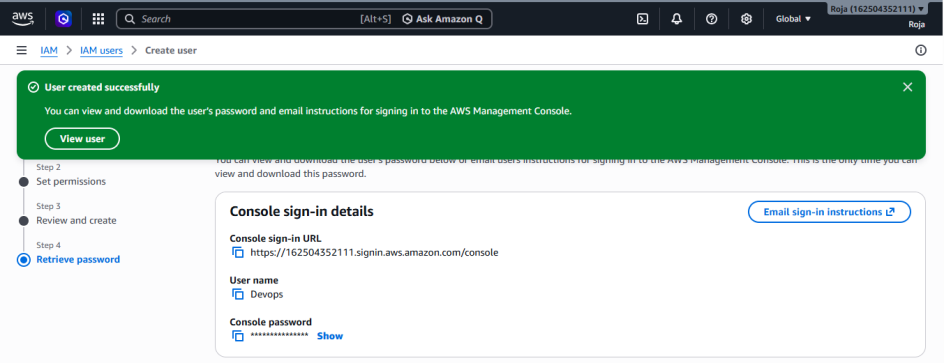 aws
Search
[Alt+S]
Ask Amazon Q
Global ▼
Roja (162504352111) ▼
Roja
IAM > IAM users > Create user
User created successfully
You can view and download the user's password and email instructions for signing in to the AWS Management Console.
View user
You can view and download the user's password below or email users instructions for signing in to the AWS Management Console. This is the only time you can
view and download this password.
Step 2
Set permissions
Step 3
Review and create
Step 4
Retrieve password
Console sign-in details
Email sign-in instructions
Console sign-in URL
https://162504352111.signin.aws.amazon.com/console
User name
Devops
Console password
*************** Show